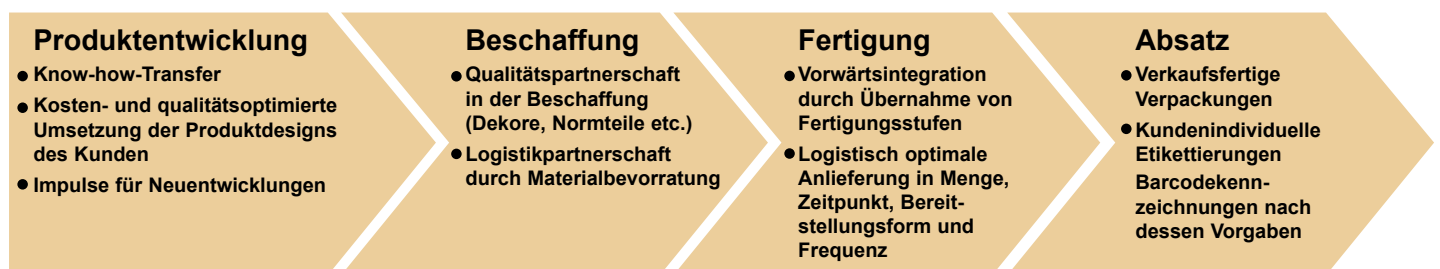 Produktentwicklung
● Know-how-Transfer
● Kosten- und qualitätsoptimierte
Umsetzung der Produktdesigns
des Kunden
● Impulse für Neuentwicklungen
Beschaffung
● Qualitätspartnerschaft
in der Beschaffung
(Dekore, Normteile etc.)
● Logistikpartnerschaft
durch Materialbevorratung
Fertigung
● Vorwärtsintegration
durch Übernahme von
Fertigungsstufen
● Logistisch optimale
Anlieferung in Menge,
Zeitpunkt, Bereit-
stellungsform und
Frequenz
Absatz
● Verkaufsfertige
Verpackungen
● Kundenindividuelle
Etikettierungen
Barcodekenn-
zeichnungen nach
dessen Vorgaben